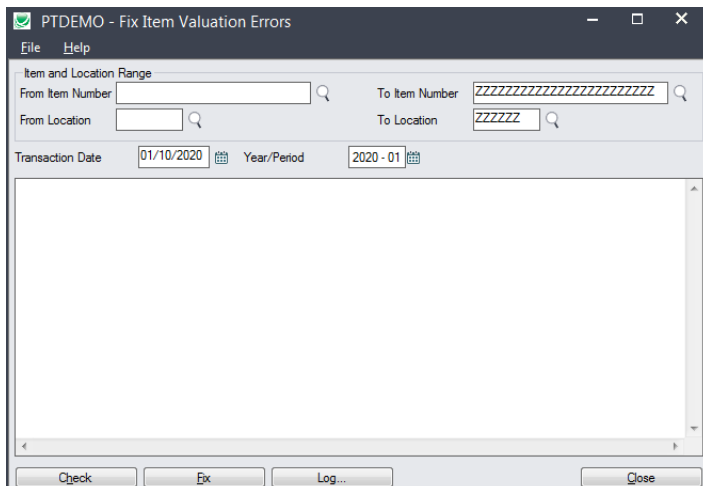 PTDEMO - Fix Item Valuation Errors
File Help
Item and Location Range
From Item Number To Item Number ZZZZZZZZZZZZZZZZZZZZZZZZ
From Location To Location ZZZZZZ
Transaction Date 01/10/2020 Year/Period 2020 - 01
Check Fix Log... Close